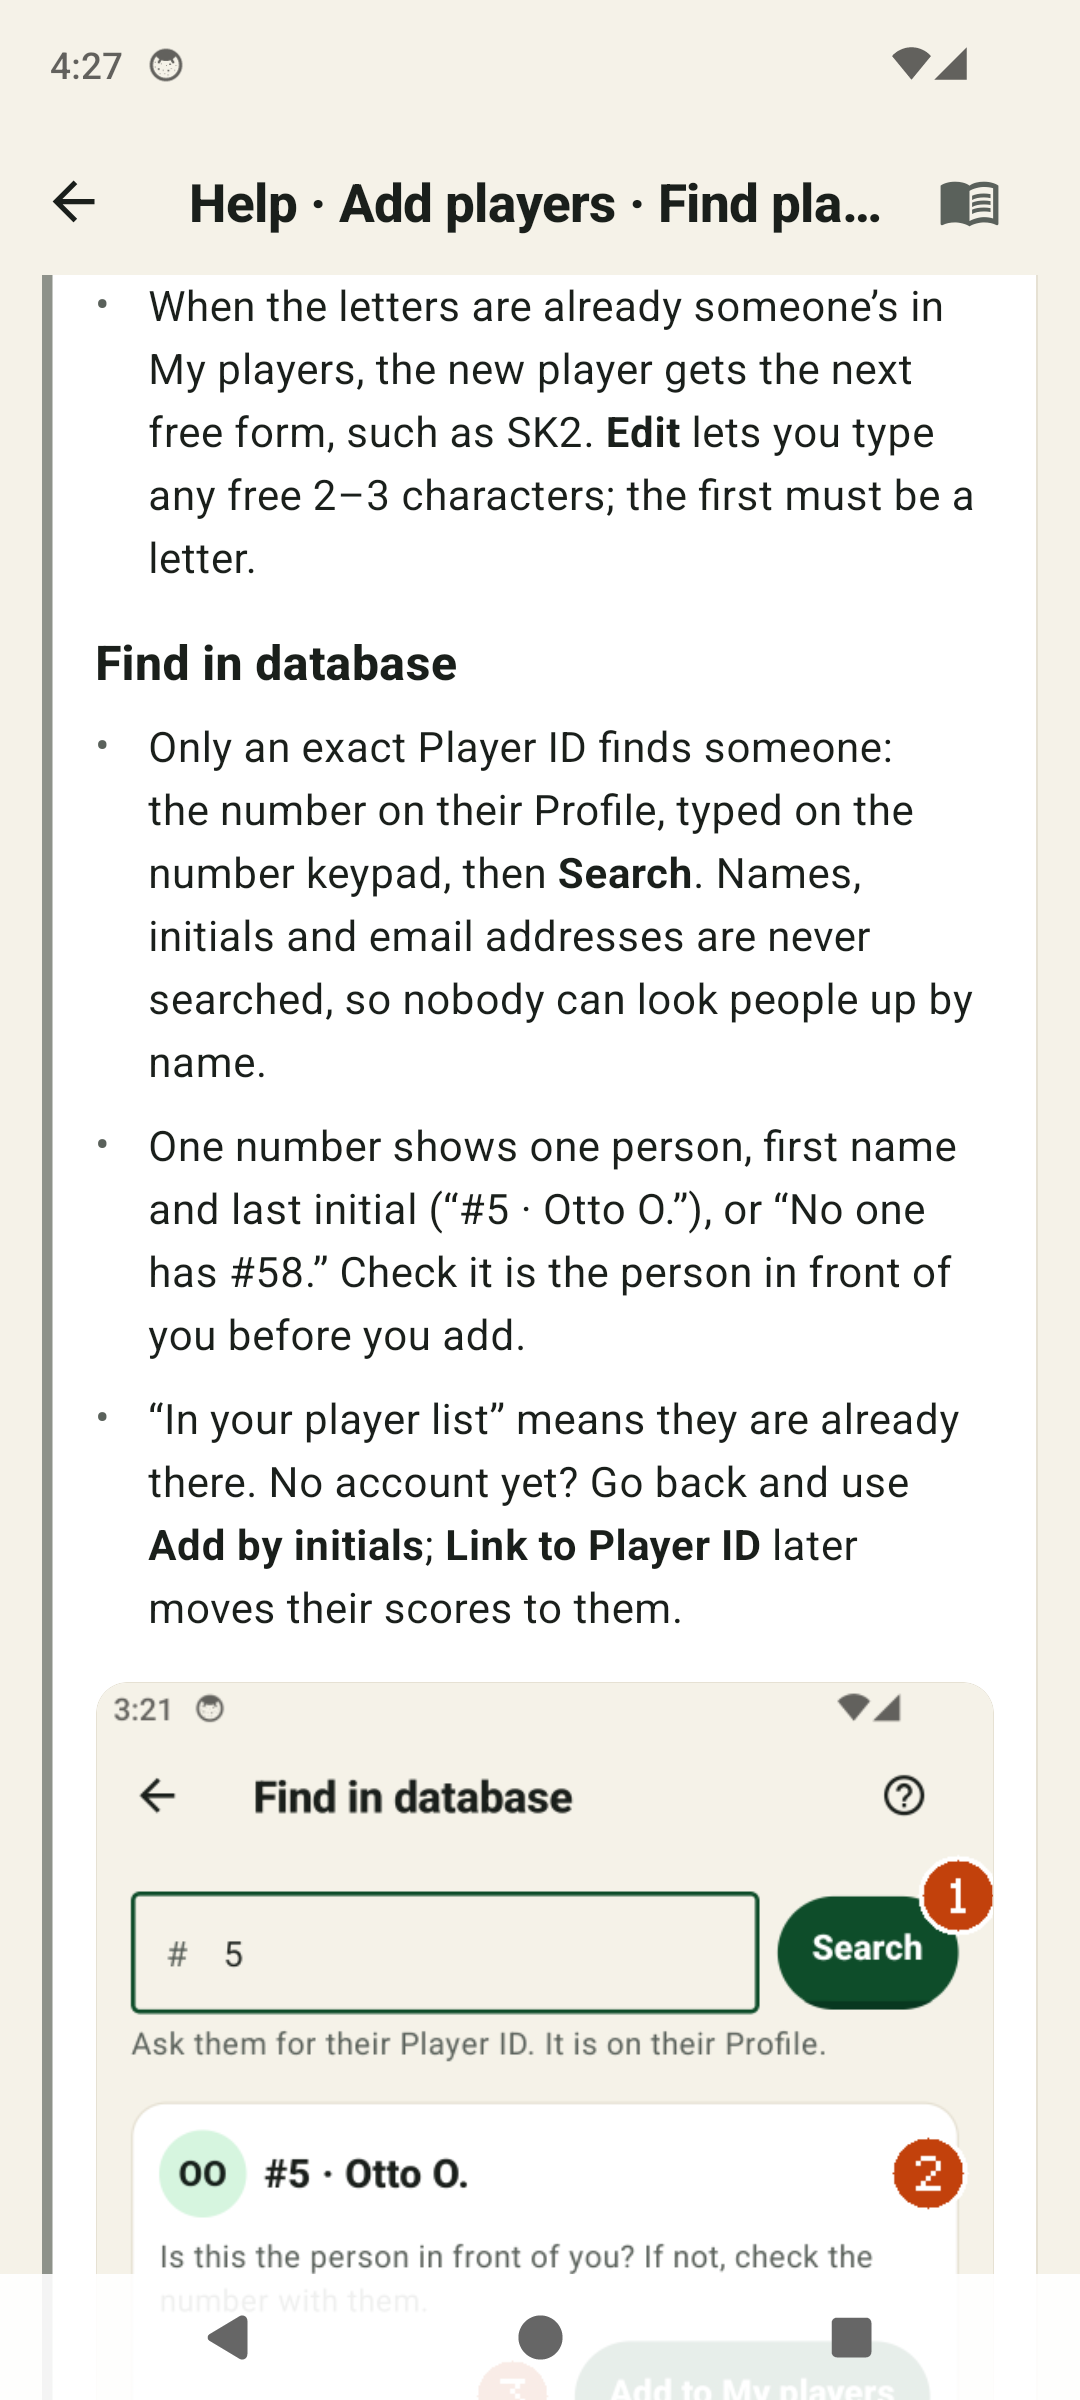 4:27
Help · Add players · Find pla...
• When the letters are already someone’s in
My players, the new player gets the next
free form, such as SK2. Edit lets you type
any free 2–3 characters; the first must be a
letter.
Find in database
• Only an exact Player ID finds someone:
the number on their Profile, typed on the
number keypad, then Search. Names,
initials and email addresses are never
searched, so nobody can look people up by
name.
• One number shows one person, first name
and last initial (“#5 · Otto O.”), or “No one
has #58.” Check it is the person in front of
you before you add.
• “In your player list” means they are already
there. No account yet? Go back and use
Add by initials; Link to Player ID later
moves their scores to them.
3:21
Find in database
1
# 5
Search
Ask them for their Player ID. It is on their Profile.
OO #5 · Otto O.
2
Is this the person in front of you? If not, check the
number with them.
3
Add to My players